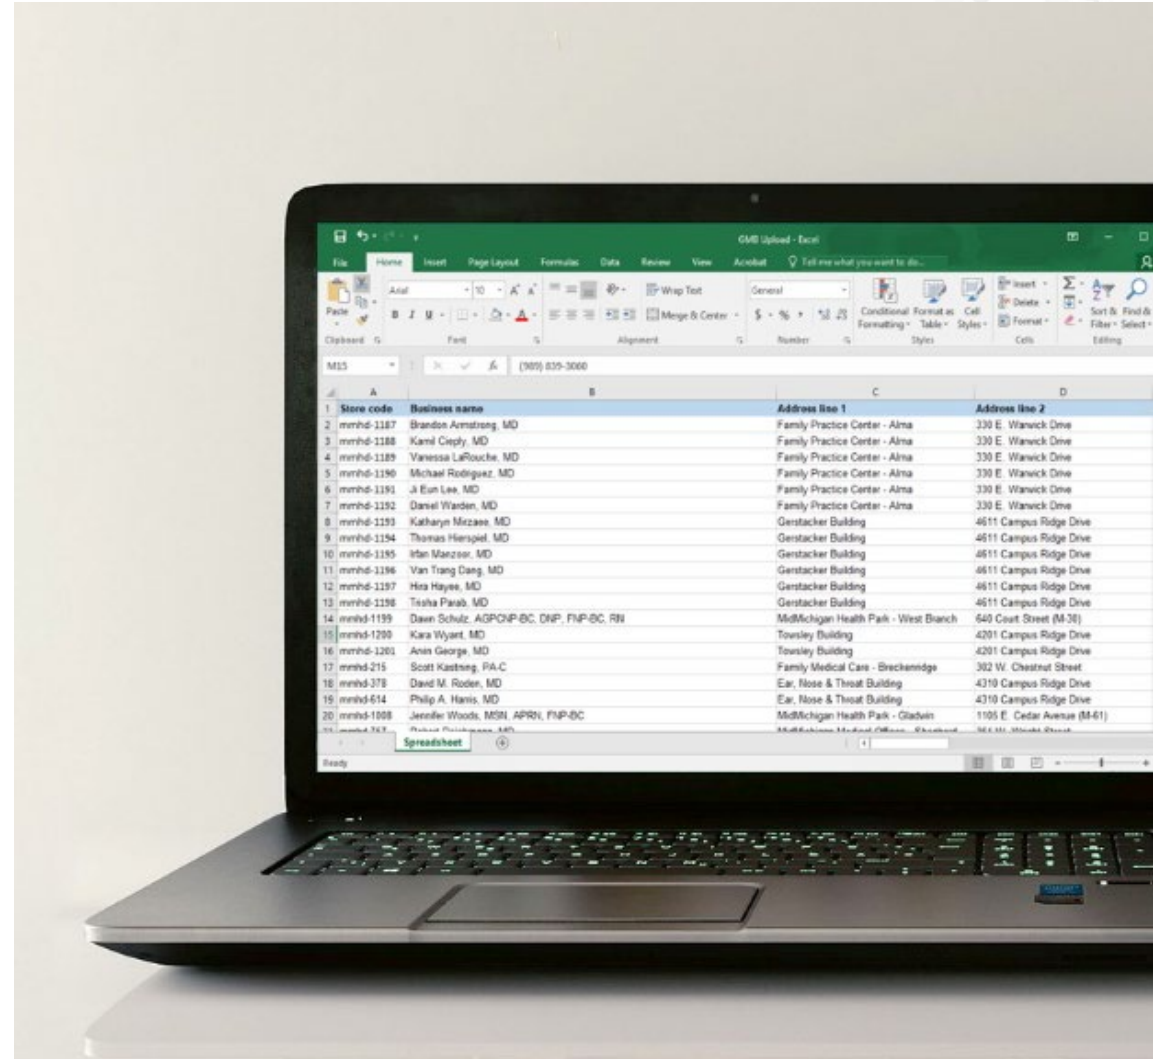 GMB Upload - Excel
File Home Insert Page Layout Formulas Data Review View Acrobat Tell me what you want to do...
Paste Arial 10 Wrap Text General Conditional Formatting Format as Table Cell Styles Insert Sort & Filter Find & Select
B I U Merge & Center $ % Delete
Format
Clipboard Font Alignment Number Styles Cells Editing
M15 (989) 839-3000
A B C D
1 Store code Business name Address line 1 Address line 2
2 mmhd-1187 Brandon Armstrong, MD Family Practice Center - Alma 330 E. Warwick Drive
3 mmhd-1188 Kamil Cieply, MD Family Practice Center - Alma 330 E. Warwick Drive
4 mmhd-1189 Vanessa LaRouche, MD Family Practice Center - Alma 330 E. Warwick Drive
5 mmhd-1190 Michael Rodriguez, MD Family Practice Center - Alma 330 E. Warwick Drive
6 mmhd-1191 Ji Eun Lee, MD Family Practice Center - Alma 330 E. Warwick Drive
7 mmhd-1192 Daniel Warden, MD Family Practice Center - Alma 330 E. Warwick Drive
8 mmhd-1193 Katharyn Mirzaee, MD Gerstacker Building 4611 Campus Ridge Drive
9 mmhd-1194 Thomas Hierspiel, MD Gerstacker Building 4611 Campus Ridge Drive
10 mmhd-1195 Irfan Manzoor, MD Gerstacker Building 4611 Campus Ridge Drive
11 mmhd-1196 Van Trang Dang, MD Gerstacker Building 4611 Campus Ridge Drive
12 mmhd-1197 Hira Hayee, MD Gerstacker Building 4611 Campus Ridge Drive
13 mmhd-1198 Trisha Parab, MD Gerstacker Building 4611 Campus Ridge Drive
14 mmhd-1199 Dawn Schulz, AGPCNP-BC, DNP, FNP-BC, RN MidMichigan Health Park - West Branch 640 Court Street (M-30)
15 mmhd-1200 Kara Wyant, MD Towsley Building 4201 Campus Ridge Drive
16 mmhd-1201 George, MD Towsley Building 4201 Campus Ridge Drive
17 mmhd-215 Scott Kastning, PA-C Family Medical Care - Breckenridge 302 W. Chestnut Street
18 mmhd-378 David M. Roden, MD Ear, Nose & Throat Building 4310 Campus Ridge Drive
19 mmhd-614 Philip A. Harris, MD Ear, Nose & Throat Building 4310 Campus Ridge Drive
20 mmhd-1008 Jennifer Woods, MSN, APRN, FNP-BC MidMichigan Health Park - Gladwin 1105 E. Cedar Avenue (M-61)
Spreadsheet
Ready